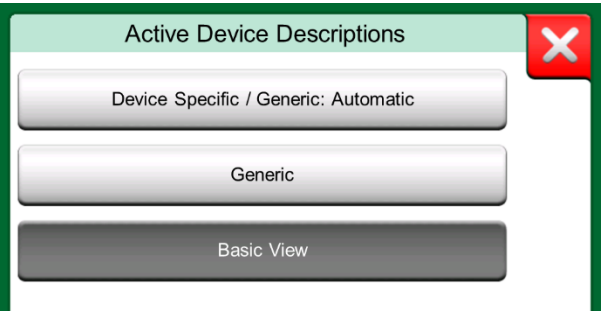 Active Device Descriptions
Device Specific / Generic: Automatic
Generic
Basic View